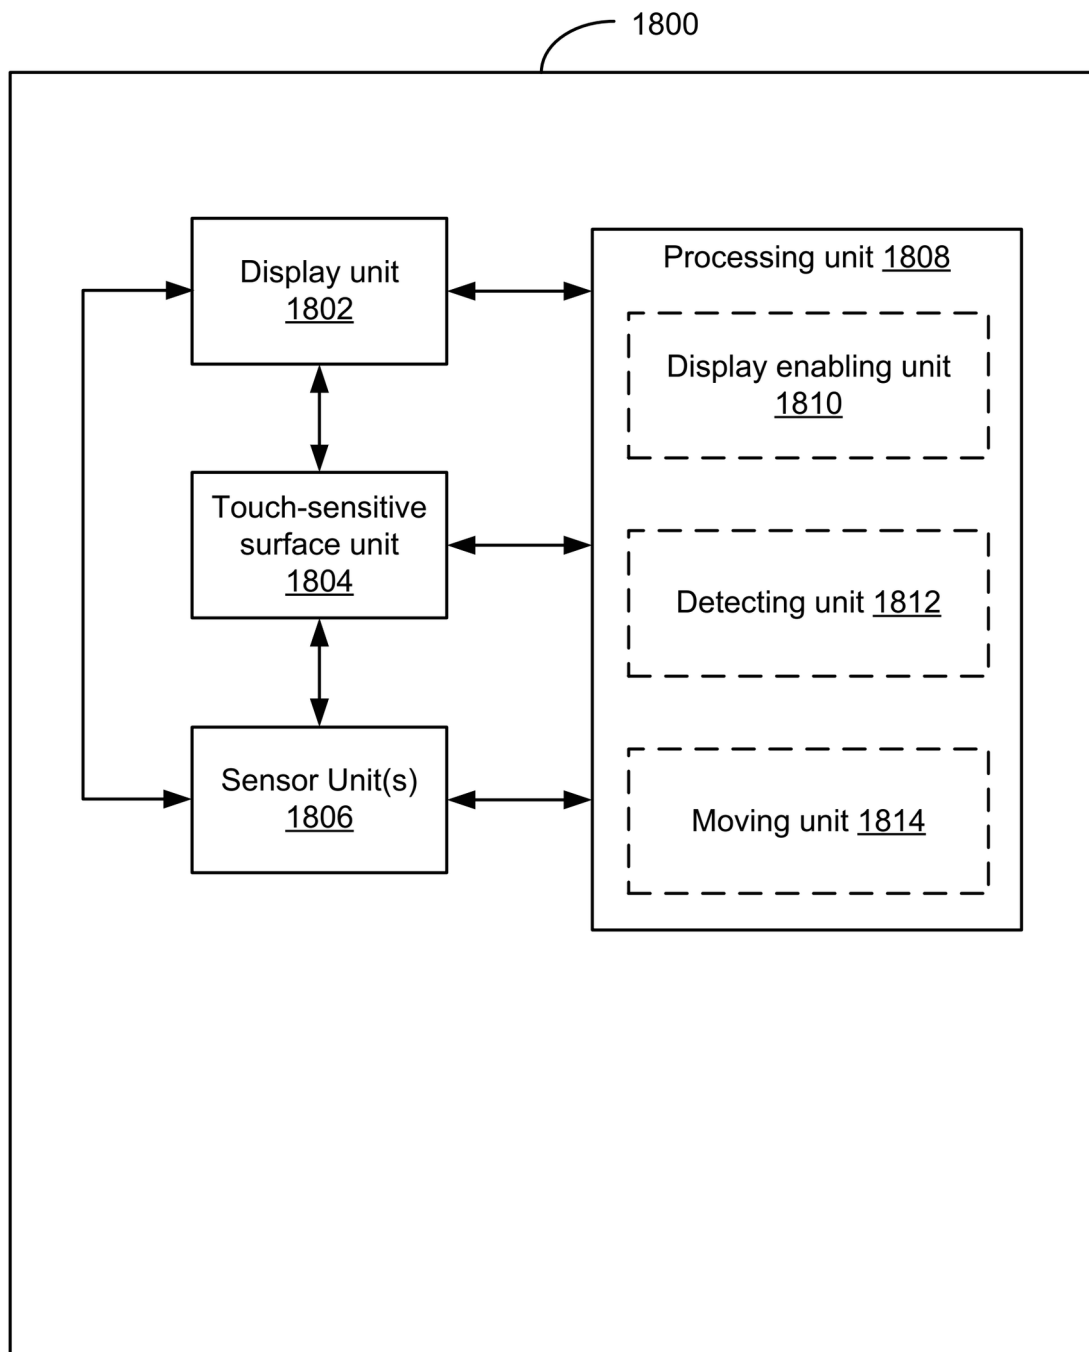 1800
Display unit
1802
Processing unit 1808
Display enabling unit
1810
Touch-sensitive
surface unit
1804
Detecting unit 1812
Sensor Unit(s)
1806
Moving unit 1814